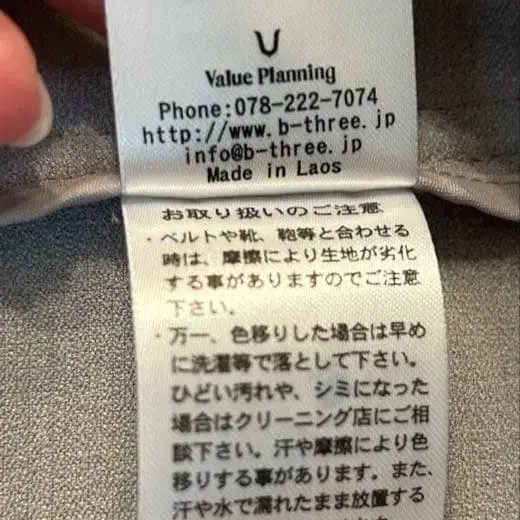 Value Planning
Phone:078-222-7074
http://www.b-three.jp
info@b-three.jp
Made in Laos
お取り扱いのご注意
・ベルトや靴、鞄等と合わせる
時は、摩擦により生地が劣化
する事がありますのでご注意
下さい。
・万一、色移りした場合は早め
に洗濯等で落として下さい。
ひどい汚れや、シミになった
場合はクリーニング店にご相
談下さい。汗や摩擦により色
移りする事があります。また、
汗や水で濡れたまま放置する